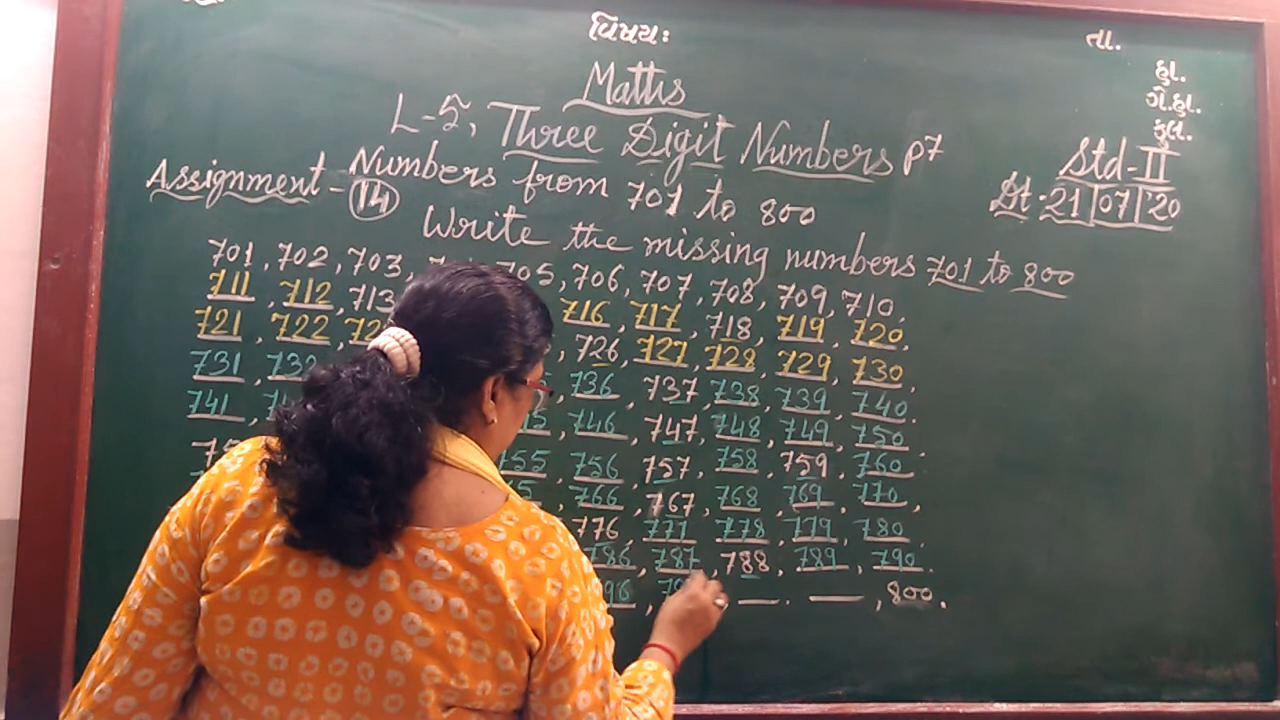 વિષય:
તા.
Maths
હા.
ગે.હા.
કુલ.
L-5, Three Digit Numbers P7
Std-II
Assignment - 14 Numbers from 701 to 800
Dt:21|07|'20
Write the missing numbers 701 to 800
701, 702, 703, 705, 706, 707, 708, 709, 710,
711, 712, 713 716, 717, 718, 719, 720,
721, 722, 726, 727, 728, 729, 730,
731, 732 736, 737, 738, 739, 740,
741, 746, 747, 748, 749, 750,
755, 756, 757, 758, 759, 760
766, 767, 768, 769, 770,
776, 777, 778, 779, 780
786, 787, 788, 789, 790.
800.